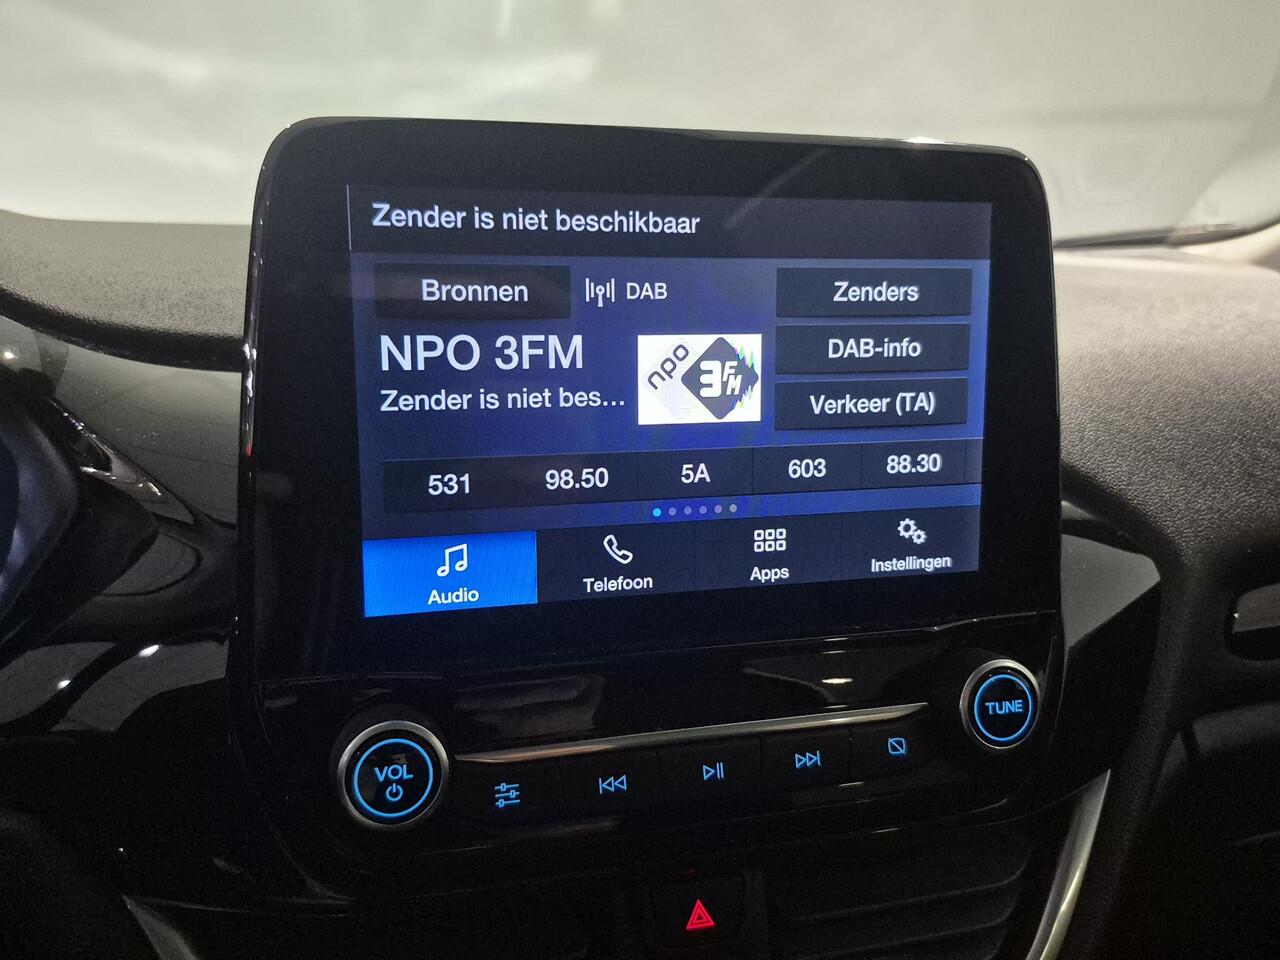 Zender is niet beschikbaar
Bronnen DAB Zenders
NPO 3FM
npo 3FM
DAB-info
Zender is niet bes...
Verkeer (TA)
531 98.50 5A 603 88.30
Audio Telefoon Apps Instellingen
VOL
TUNE